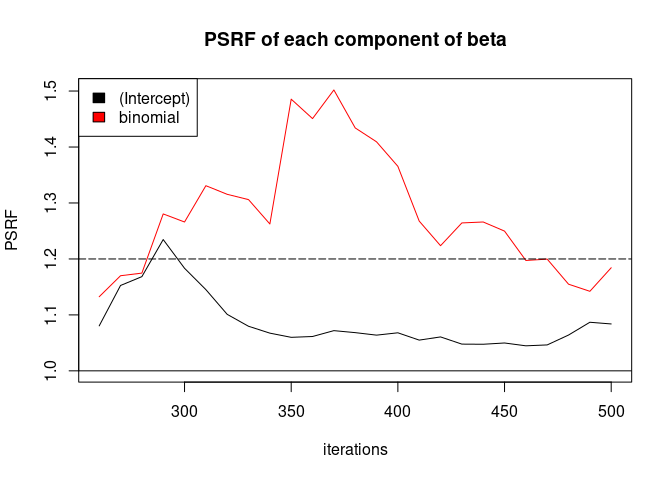 PSRF of each component of beta
(Intercept)
binomial
PSRF
1.5
1.4
1.3
1.2
1.1
1.0
300 350 400 450 500
iterations